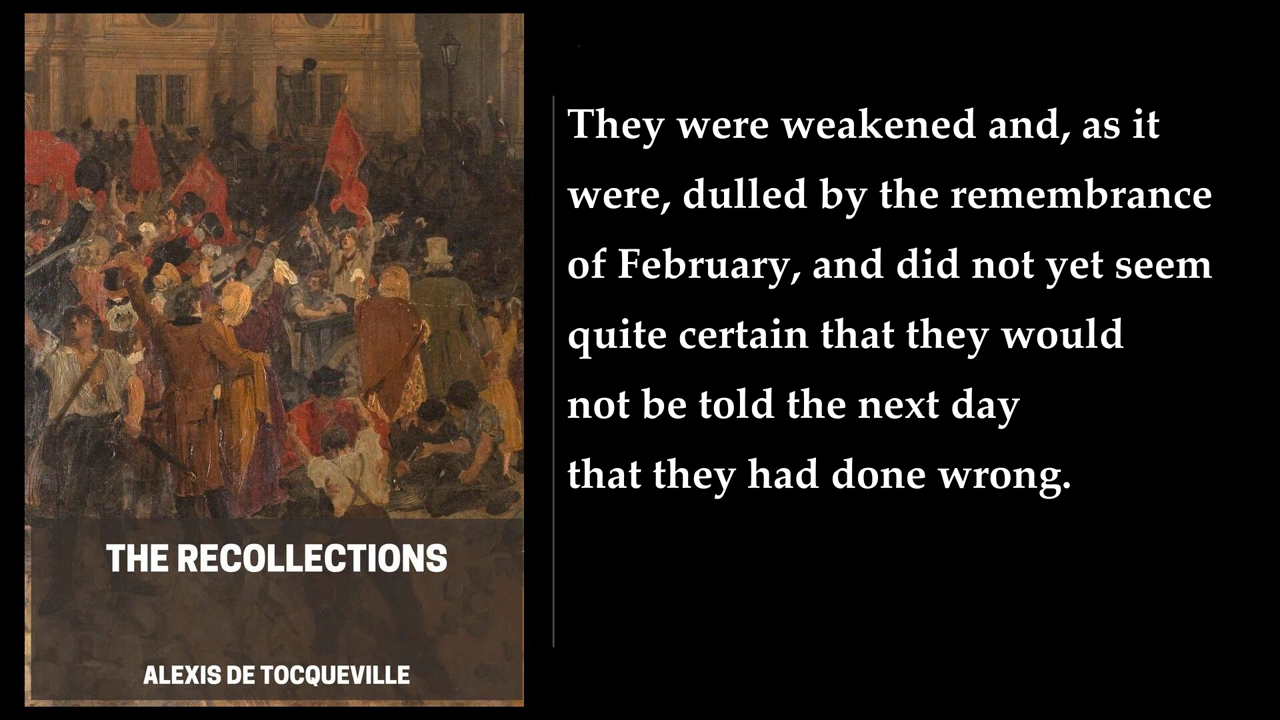 THE RECOLLECTIONS
ALEXIS DE TOCQUEVILLE
They were weakened and, as it
were, dulled by the remembrance
of February, and did not yet seem
quite certain that they would
not be told the next day
that they had done wrong.